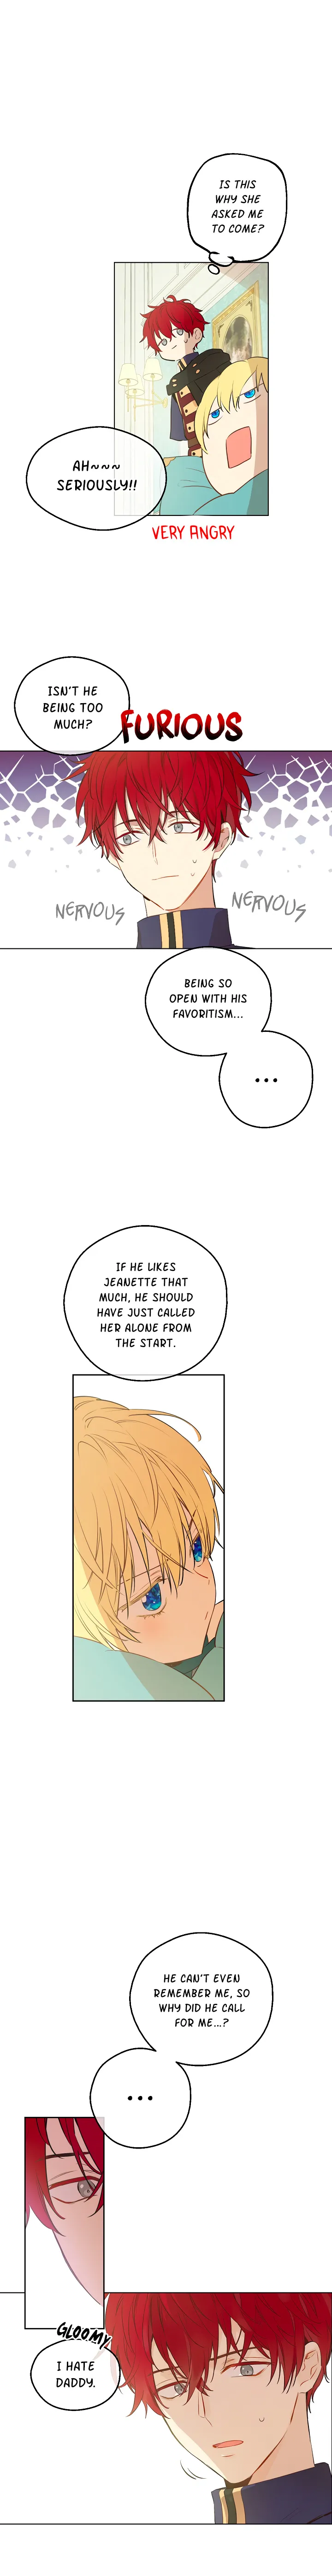 IS THIS
WHY SHE
ASKED ME
TO COME?
AH~~~
SERIOUSLY!!
VERY ANGRY
ISN'T HE
BEING TOO
MUCH?
FURIOUS
NERVOUS
NERVOUS
BEING SO
OPEN WITH HIS
FAVORITISM...
...
IF HE LIKES
JEANETTE THAT
MUCH, HE SHOULD
HAVE JUST CALLED
HER ALONE FROM
THE START.
HE CAN'T EVEN
REMEMBER ME, SO
WHY DID HE CALL
FOR ME...?
...
GLOOMY
I HATE
DADDY.